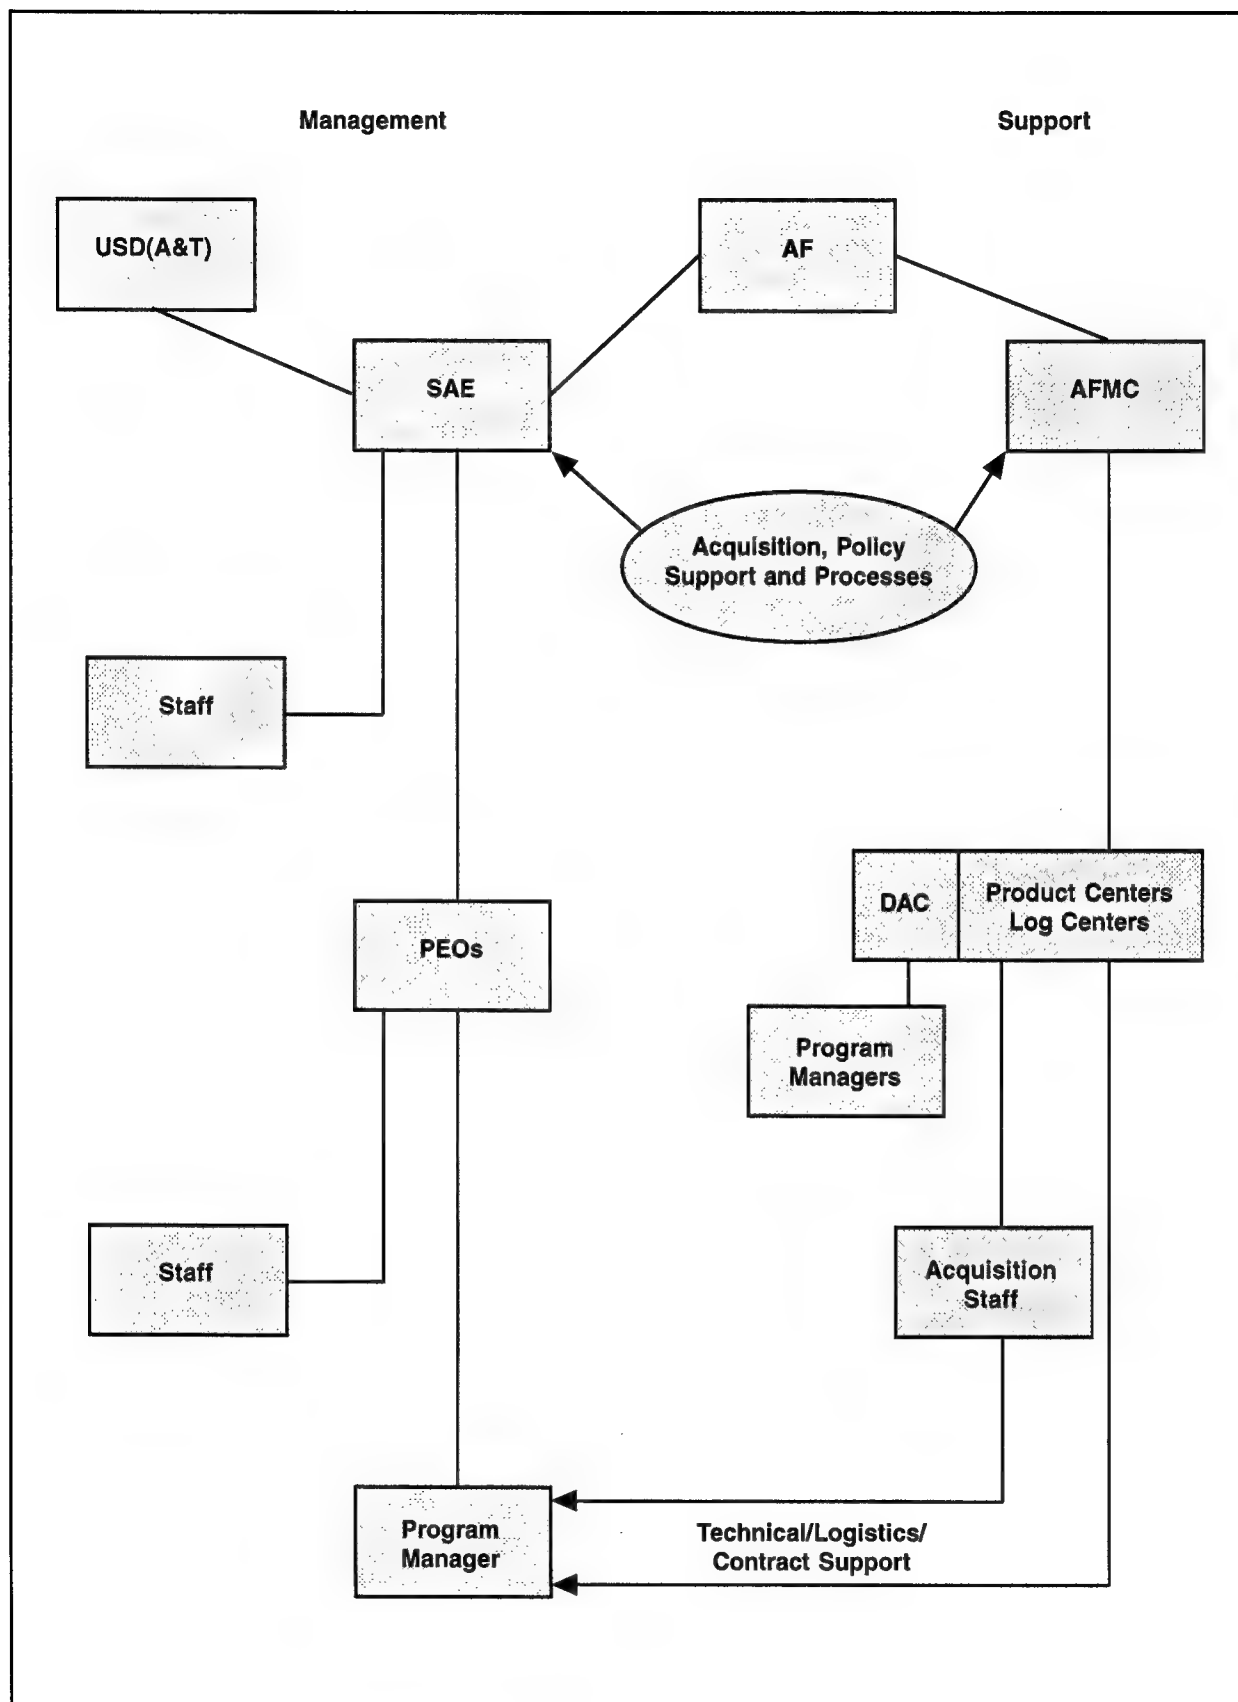 Management
Support
USD(A&T)
AF
SAE
AFMC
Acquisition, Policy
Support and Processes
Staff
DAC
Product Centers
Log Centers
PEOs
Program
Managers
Staff
Acquisition
Staff
Program
Manager
Technical/Logistics/
Contract Support